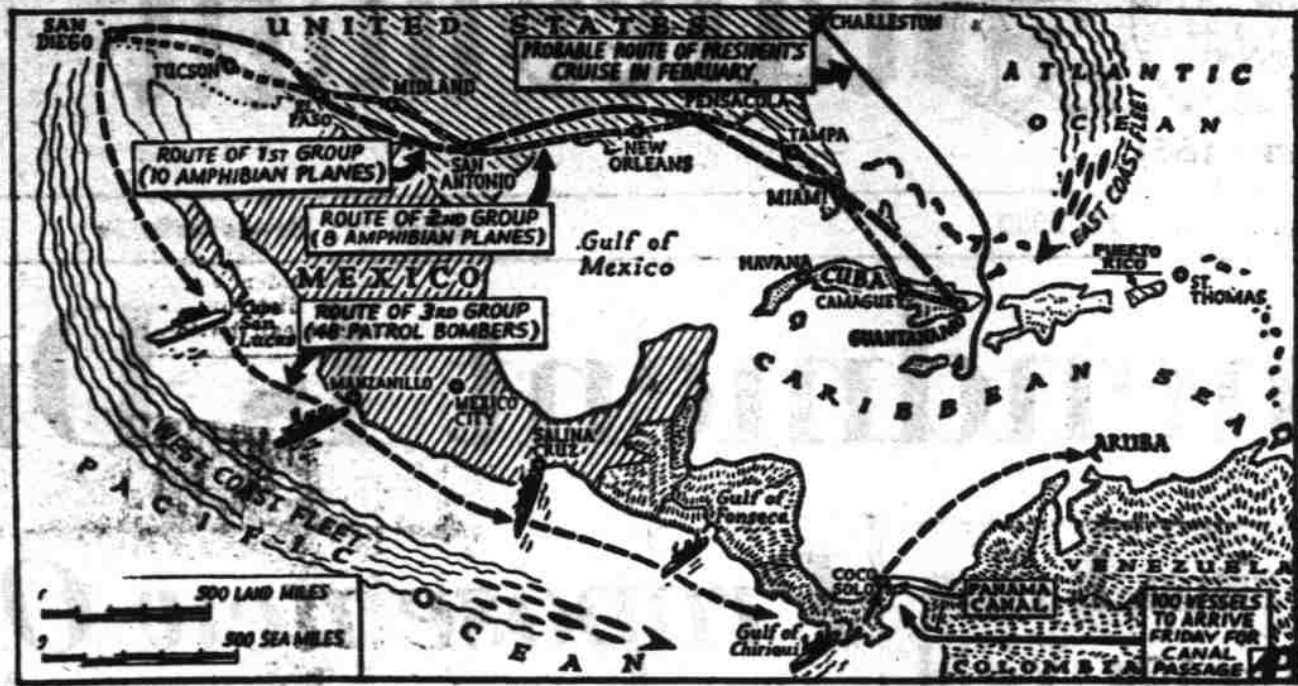 SAN
DIEGO
UNITED STATES
CHARLESTON
PROBABLE ROUTE OF PRESIDENT'S
CRUISE IN FEBRUARY
TUCSON
EL
PASO
MIDLAND
PENSACOLA
ATLANTIC
OCEAN
EAST COAST FLEET
ROUTE OF 1ST GROUP
(10 AMPHIBIAN PLANES)
SAN
ANTONIO
NEW
ORLEANS
TAMPA
MIAMI
ROUTE OF 2ND GROUP
(8 AMPHIBIAN PLANES)
Gulf of
Mexico
HAVANA
CUBA
CAMAGUEY
GUANTANAMO
PUERTO
RICO
ST.
THOMAS
MEXICO
Cape
San
Lucas
ROUTE OF 3RD GROUP
(48 PATROL BOMBERS)
MANZANILLO
MEXICO
CITY
SALINA
CRUZ
CARIBBEAN SEA
ARUBA
WEST COAST FLEET
PACIFIC
OCEAN
Gulf of
Fonseca
500 LAND MILES
500 SEA MILES
COCO
SOLO
PANAMA
CANAL
VENEZUELA
Gulf of
Chiriqui
COLOMBIA
100 VESSELS
TO ARRIVE
FRIDAY FOR
CANAL
PASSAGE
AP